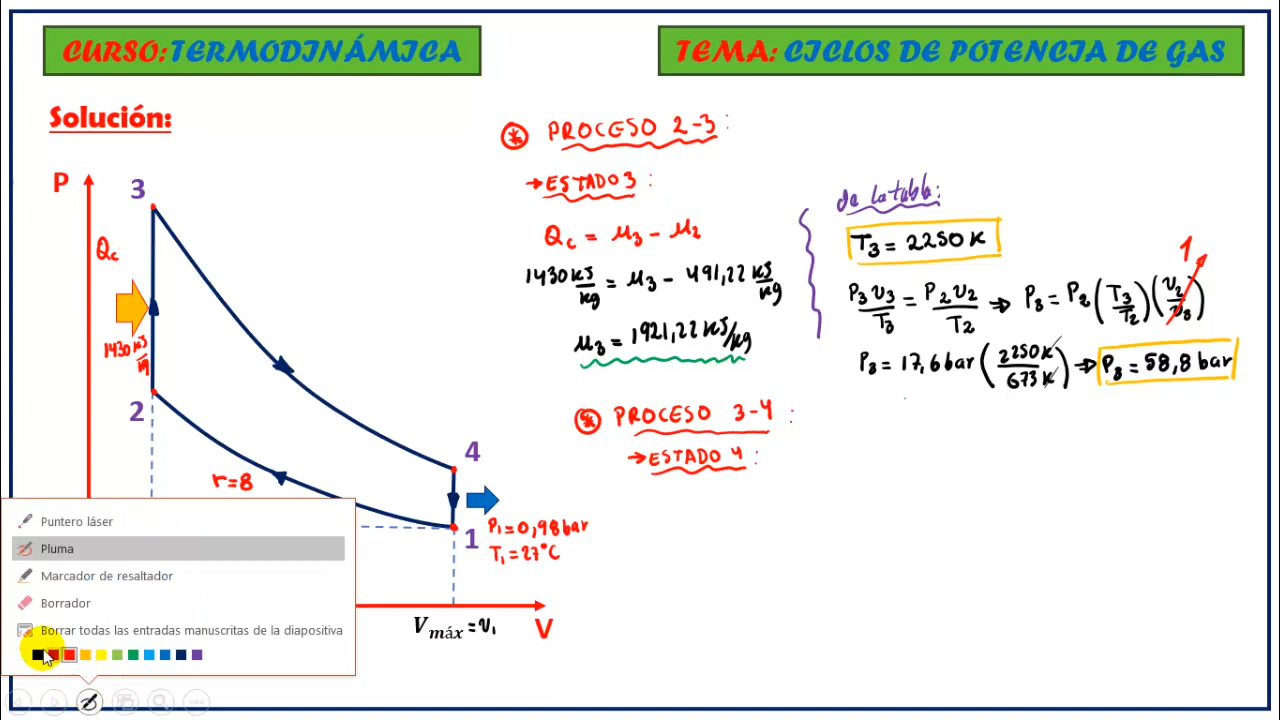 CURSO: TERMODINÁMICA
TEMA: CICLOS DE POTENCIA DE GAS
Solución:
P
3
Qc
1430 kJ/kg
2
r=8
4
1
P₁=0,98bar
T₁=27°C
Vmáx=v₁
V
* PROCESO 2-3:
→ESTADO 3:
Qc = u₃ - u₂
1430 kJ/kg = u₃ - 491,22 kJ/kg
u₃ = 1921,22 kJ/kg
de la tabla:
T₃ = 2250 K
P₃v₃/T₃ = P₂v₂/T₂ ⇒ P₃ = P₂ (T₃/T₂) (v₂/v₃) 1
P₃ = 17,6 bar (2250K/673K) ⇒ P₃ = 58,8 bar
* PROCESO 3-4:
→ESTADO 4:
Puntero láser
Pluma
Marcador de resaltador
Borrador
Borrar todas las entradas manuscritas de la diapositiva